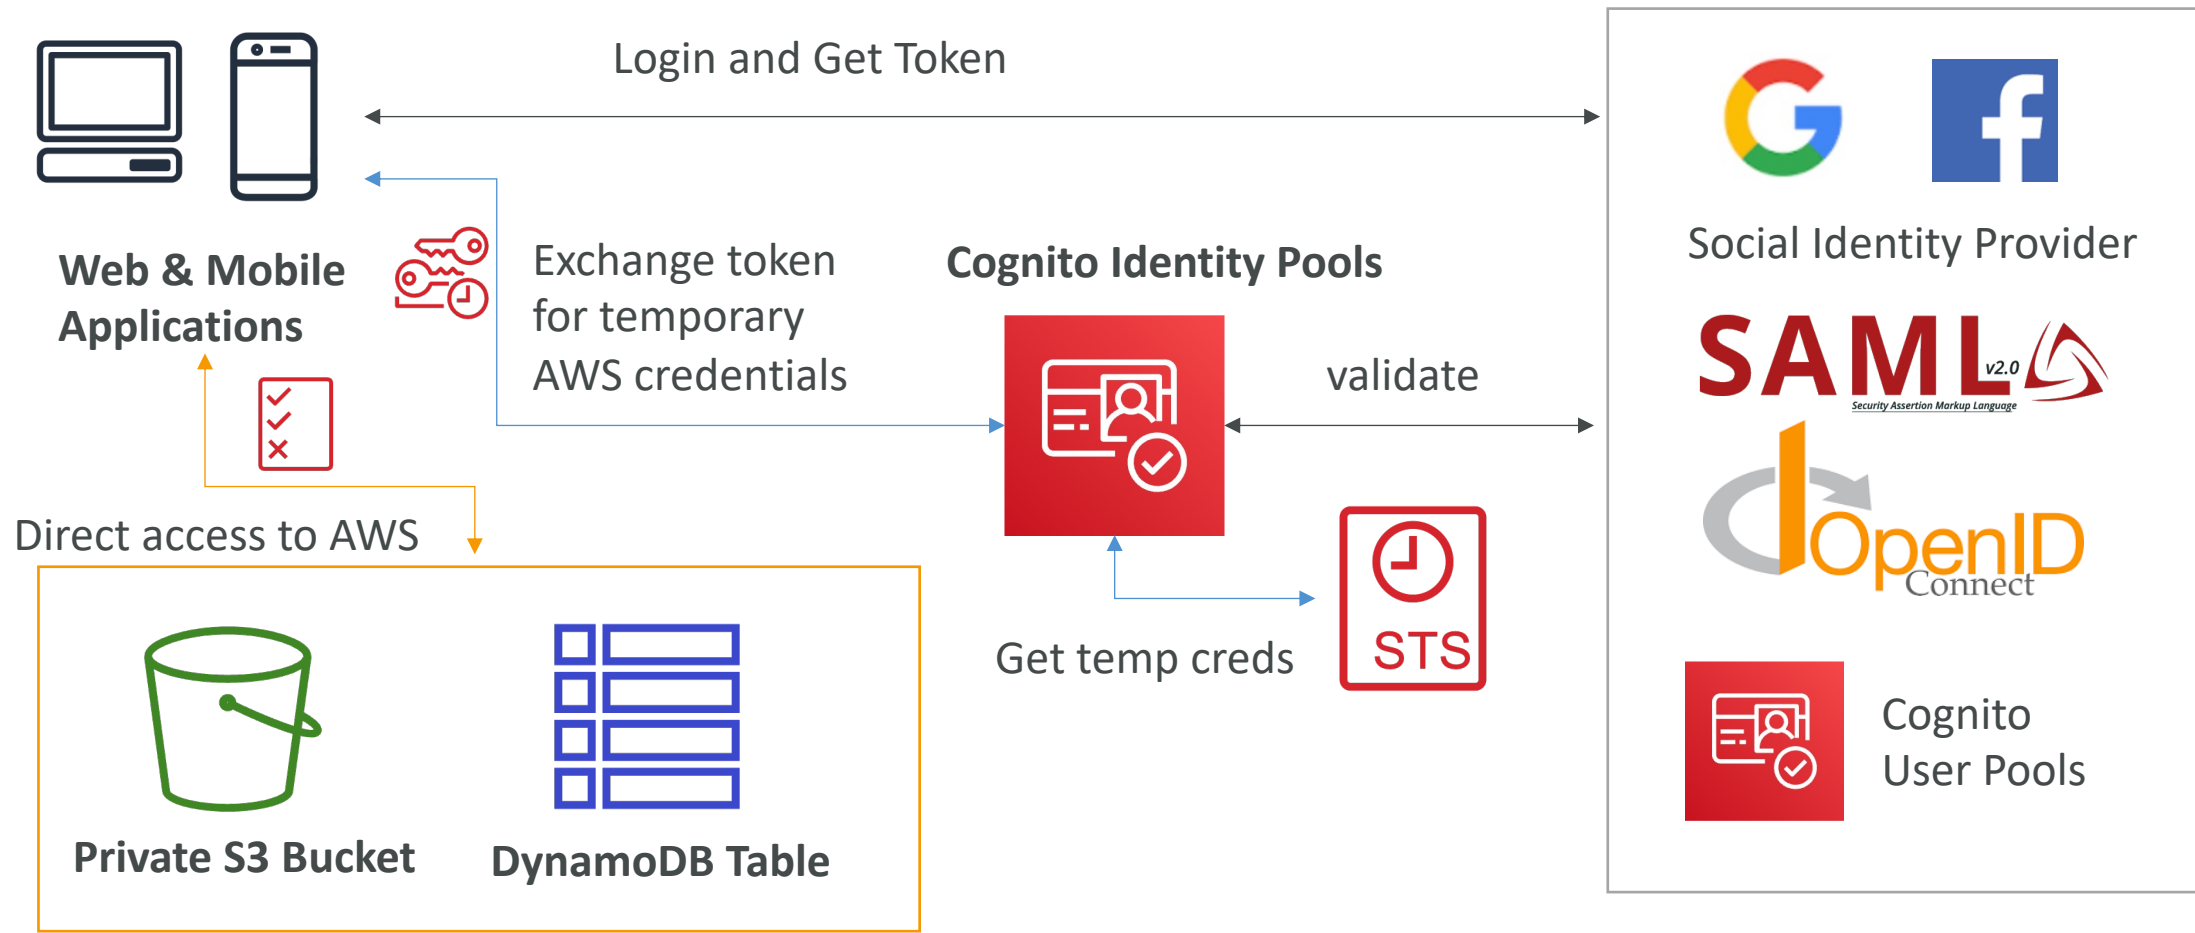 Login and Get Token
Web & Mobile
Applications
Exchange token
for temporary
AWS credentials
Cognito Identity Pools
validate
Social Identity Provider
SAML
v2.0
Security Assertion Markup Language
OpenID
Connect
Direct access to AWS
Get temp creds
STS
Cognito
User Pools
Private S3 Bucket
DynamoDB Table